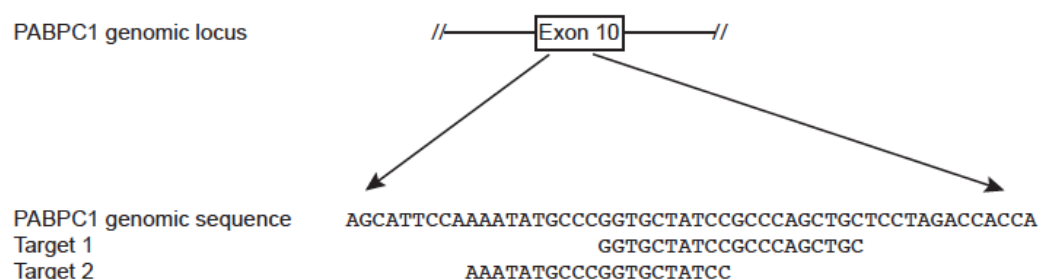 PABPC1 genomic locus // Exon 10 //
PABPC1 genomic sequence AGCATTCCAAAATATGCCCGGTGCTATCCGCCCAGCTGCTCCTAGACCACCA
Target 1 GGTGCTATCCGCCCAGCTGC
Target 2 AAATATGCCCGGTGCTATCC